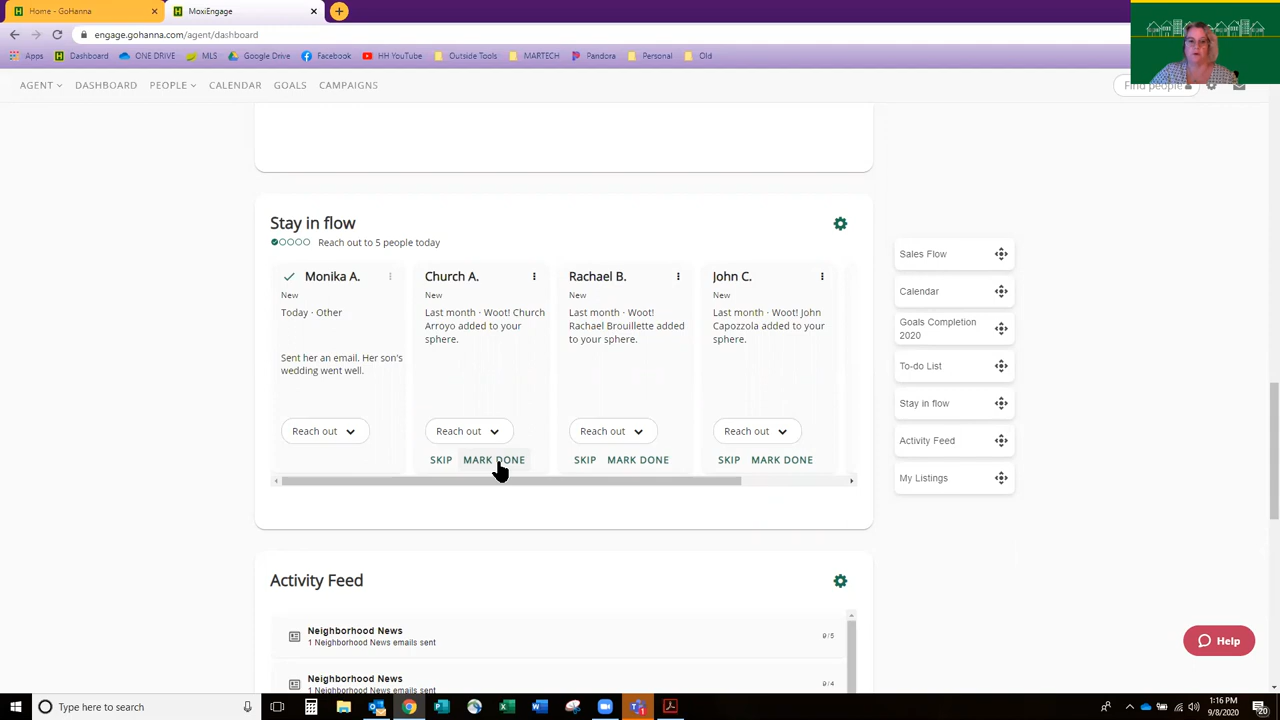 Home - GoHanna
MoxiEngage
engage.gohanna.com/agent/dashboard
Apps Dashboard ONE DRIVE MLS Google Drive Facebook HH YouTube Outside Tools MARTECH Pandora Personal Old
AGENT DASHBOARD PEOPLE CALENDAR GOALS CAMPAIGNS
Find people
Stay in flow
Reach out to 5 people today
Monika A.
New
Today · Other
Sent her an email. Her son's
wedding went well.
Reach out
Church A.
New
Last month · Woot! Church
Arroyo added to your
sphere.
Reach out
SKIP MARK DONE
Rachael B.
New
Last month · Woot!
Rachael Brouillette added
to your sphere.
Reach out
SKIP MARK DONE
John C.
New
Last month · Woot! John
Capozzola added to your
sphere.
Reach out
SKIP MARK DONE
Sales Flow
Calendar
Goals Completion
2020
To-do List
Stay in flow
Activity Feed
My Listings
Activity Feed
Neighborhood News
1 Neighborhood News emails sent
9/5
Neighborhood News
1 Neighborhood News emails sent
9/4
Help
Type here to search
1:16 PM
9/8/2020
20